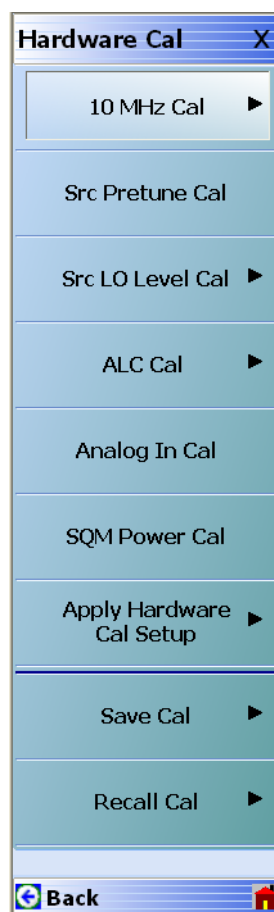 Hardware Cal X
10 MHz Cal
Src Pretune Cal
Src LO Level Cal
ALC Cal
Analog In Cal
SQM Power Cal
Apply Hardware
Cal Setup
Save Cal
Recall Cal
Back